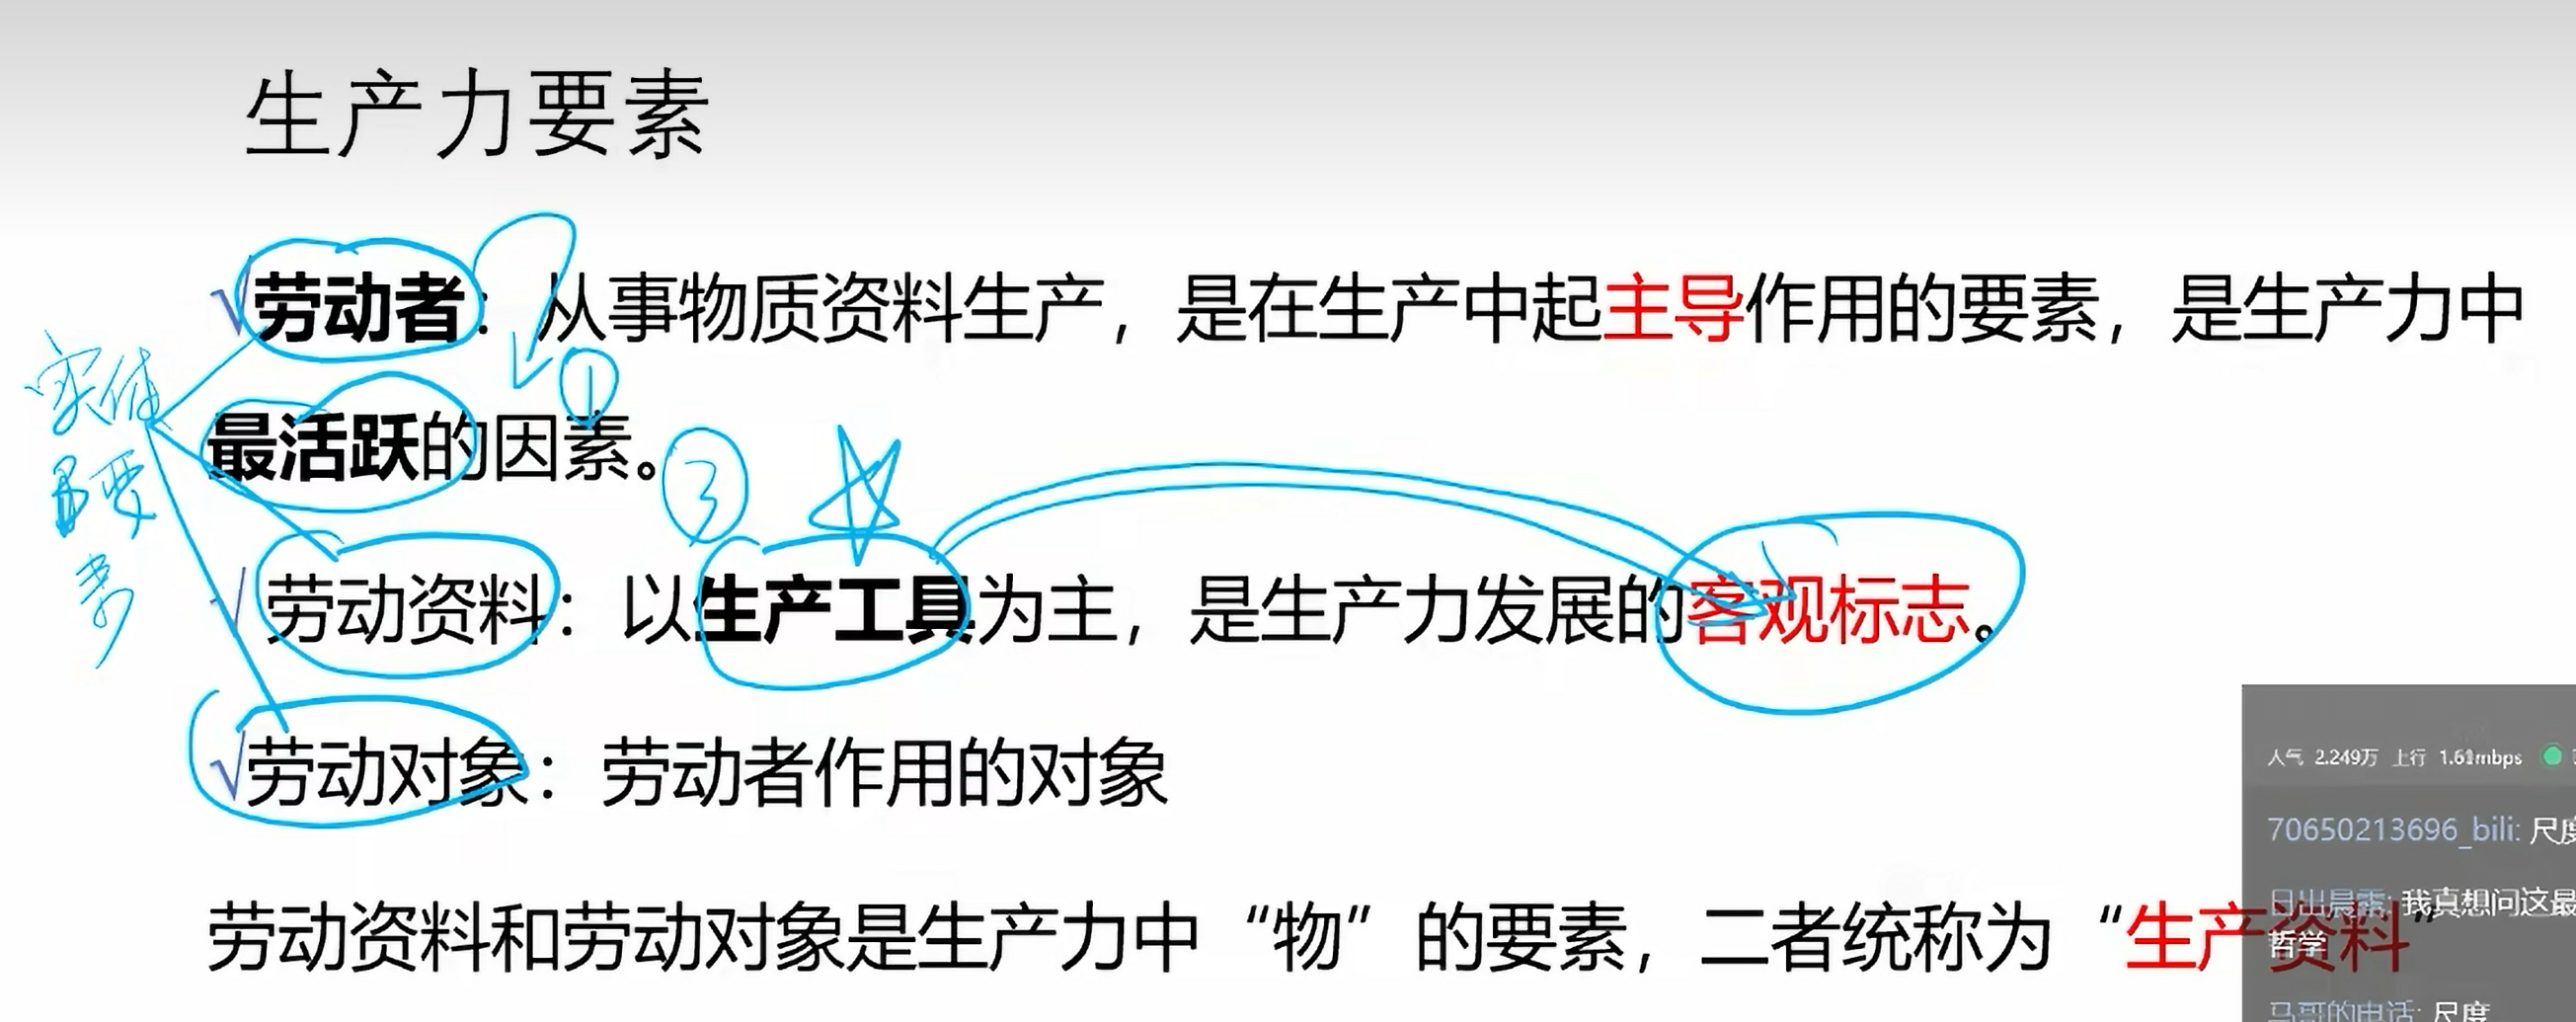 生产力要素
√劳动者：从事物质资料生产，是在生产中起主导作用的要素，是生产力中
最活跃的因素。
①
实体
性要
素
③
√劳动资料：以生产工具为主，是生产力发展的客观标志。
√劳动对象：劳动者作用的对象
劳动资料和劳动对象是生产力中“物”的要素，二者统称为“生产资料”
人气 2.249万 上行 1.61mbps
70650213696_bili: 尺度
我真想问这最
哲学
马哥的电话: 尺度